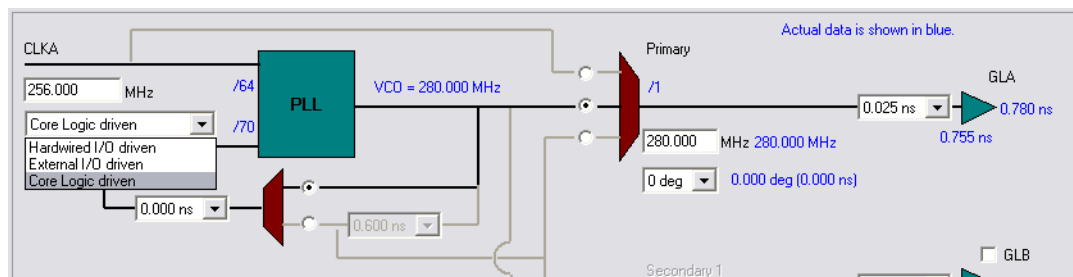 Actual data is shown in blue.
CLKA
Primary
256.000 MHz
/64
PLL
VCO = 280.000 MHz
/1
GLA
Core Logic driven
/70
0.025 ns
0.780 ns
0.755 ns
Hardwired I/O driven
External I/O driven
Core Logic driven
280.000 MHz 280.000 MHz
0 deg 0.000 deg (0.000 ns)
0.000 ns
0.600 ns
GLB
Secondary 1